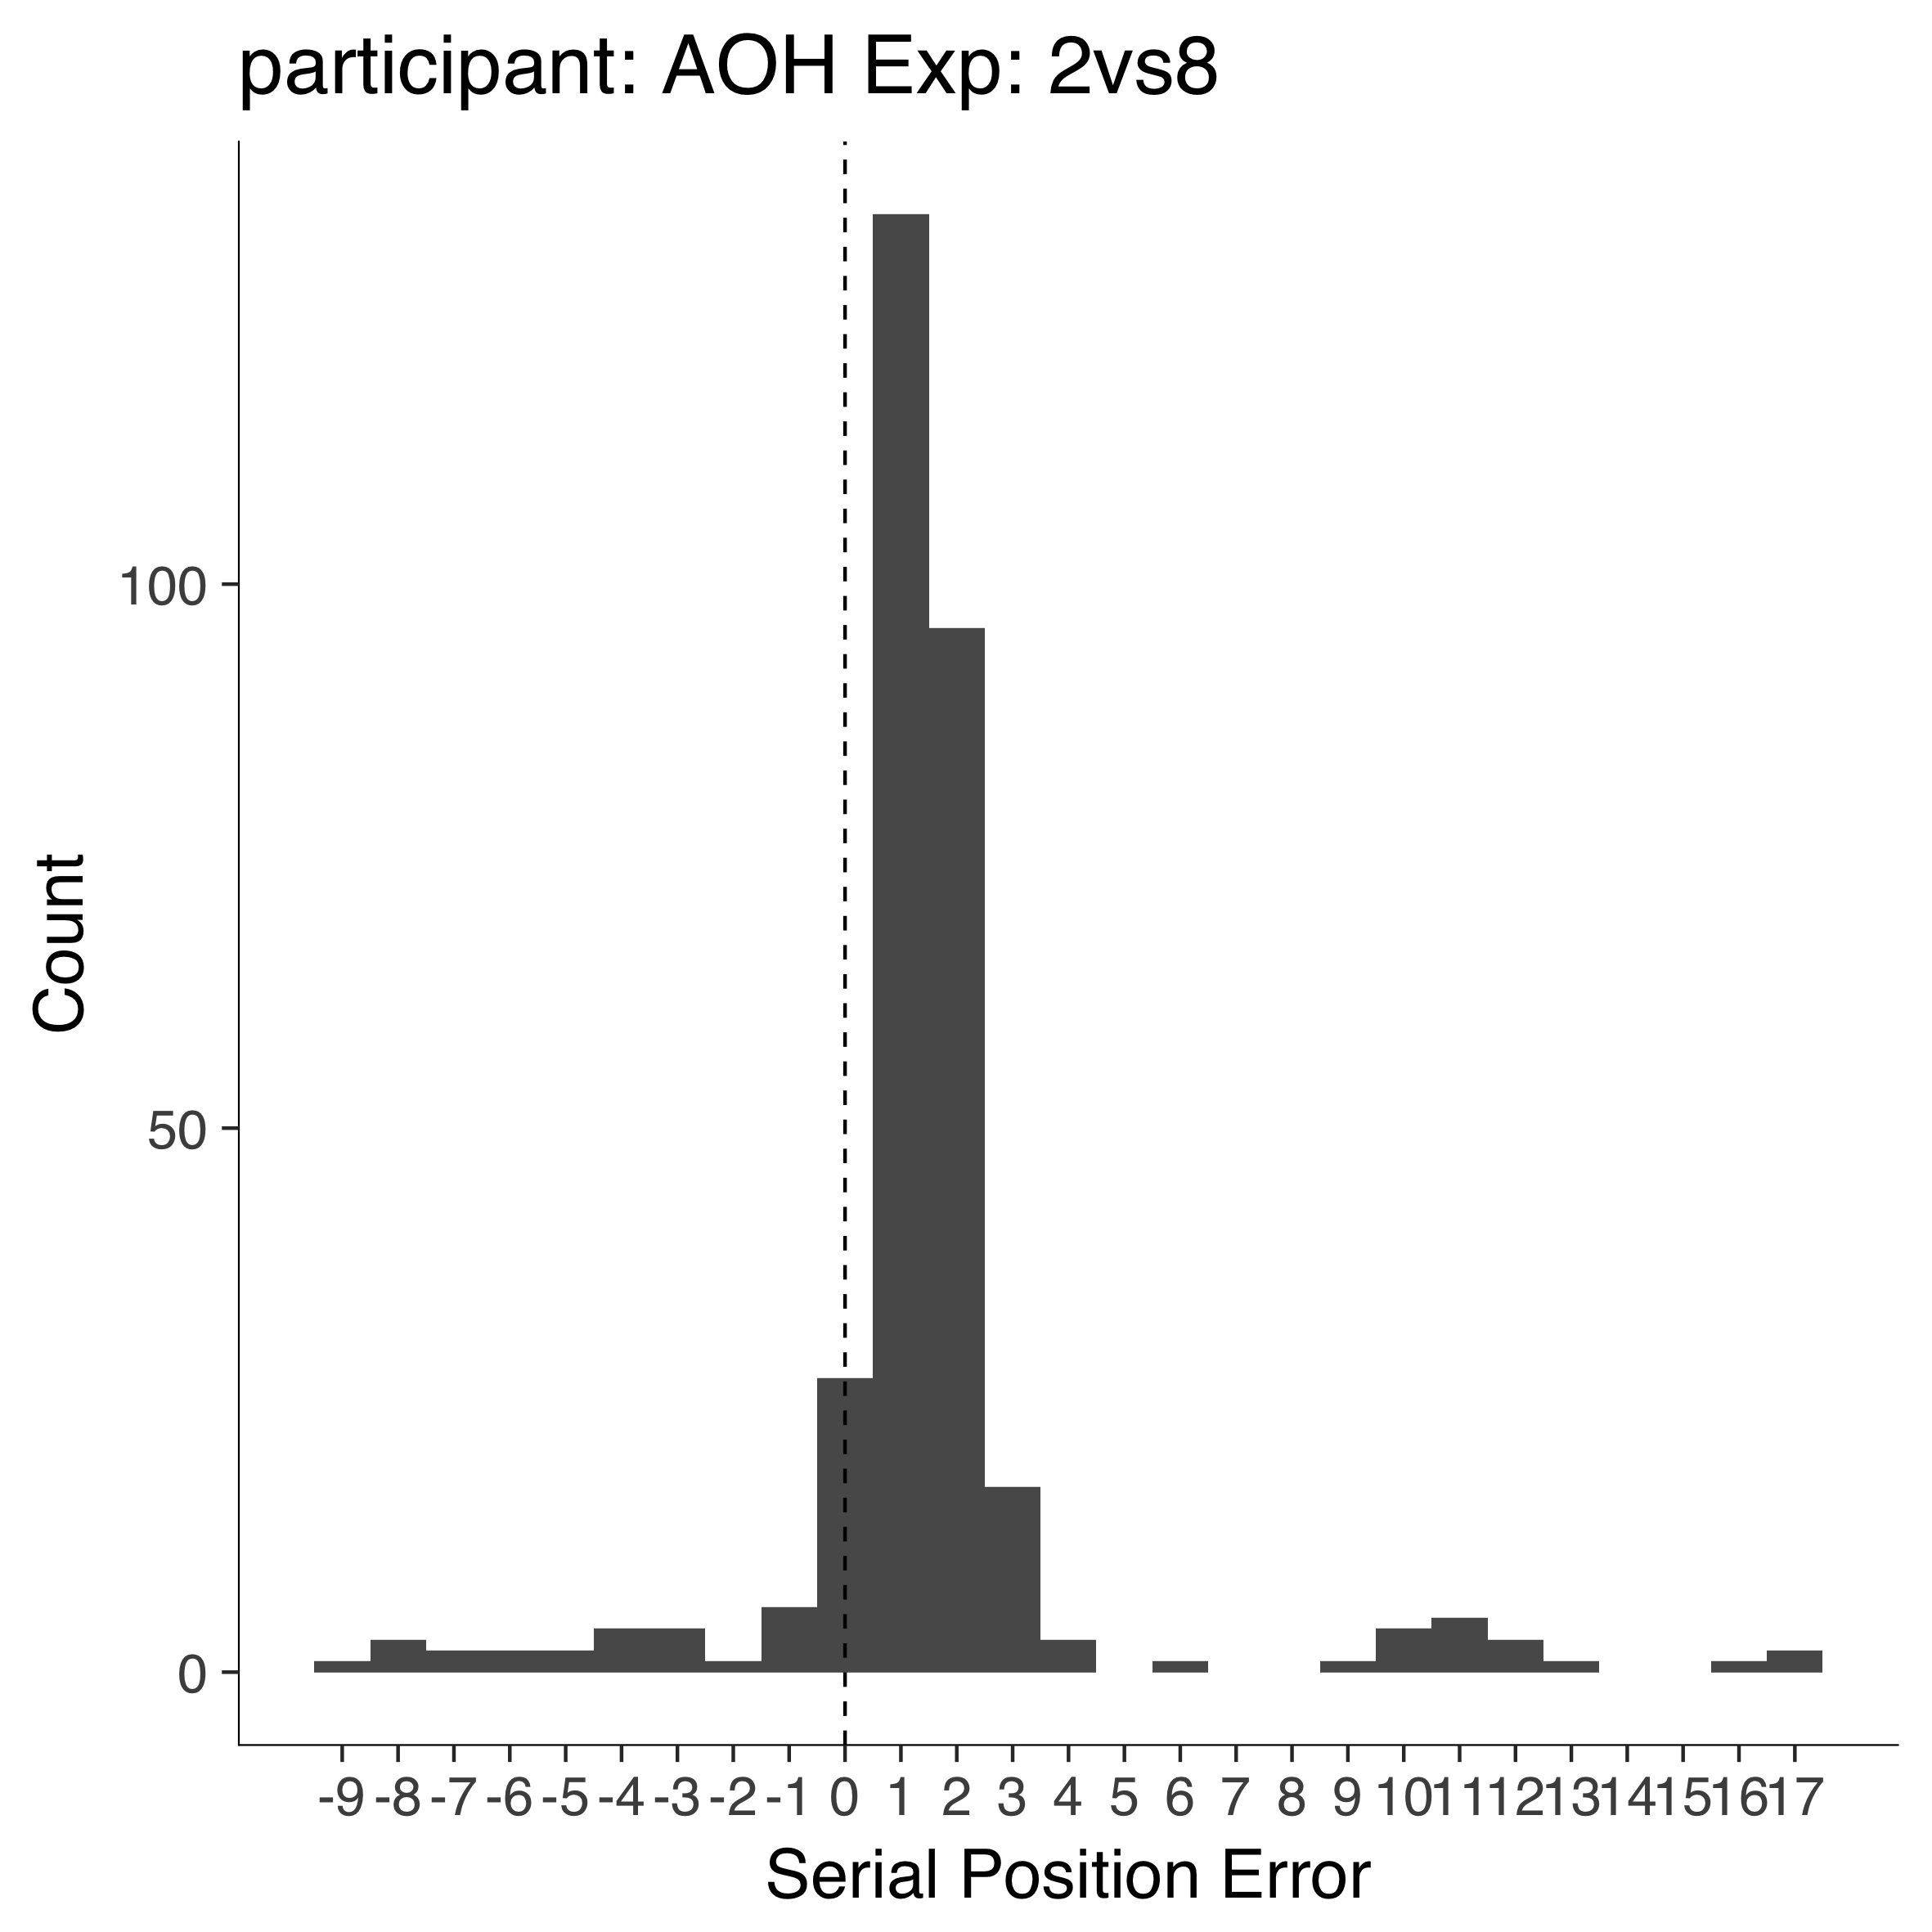 participant: AOH Exp: 2vs8
Count
100
50
0
-9 -8 -7 -6 -5 -4 -3 -2 -1 0 1 2 3 4 5 6 7 8 9 10 11 12 13 14 15 16 17
Serial Position Error